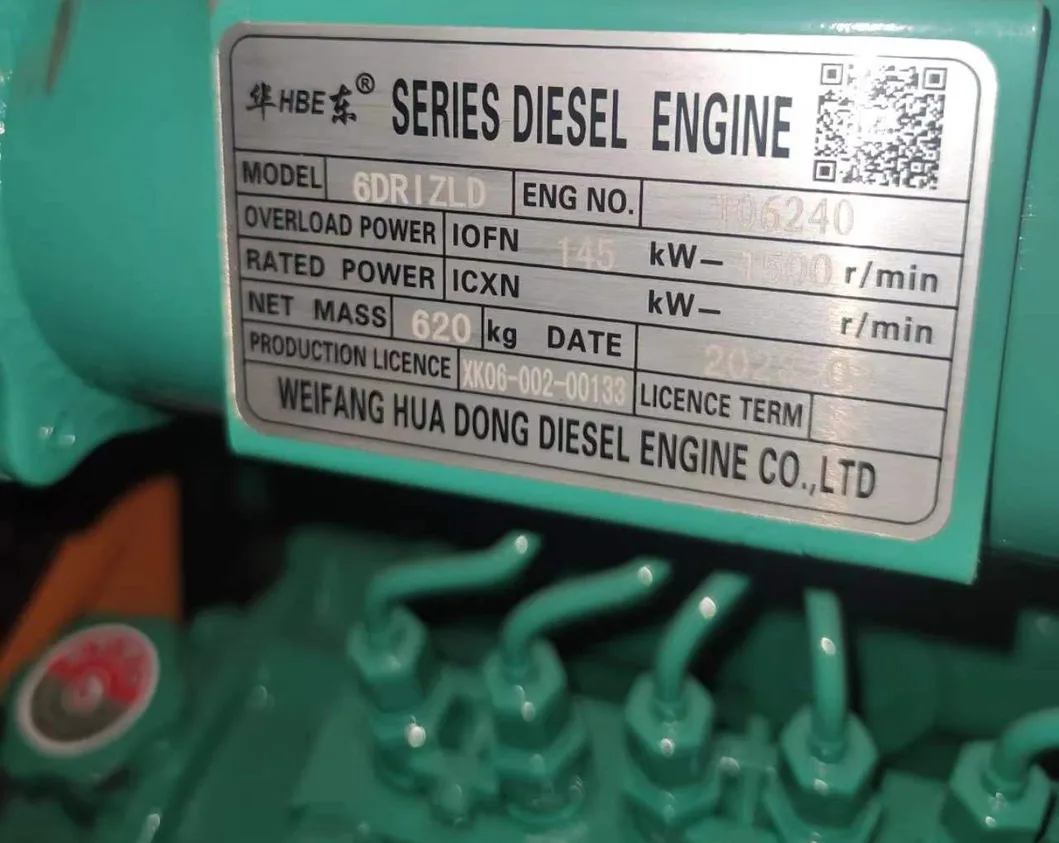 华HBE东® SERIES DIESEL ENGINE
MODEL 6DRIZLD ENG NO. T06240
OVERLOAD POWER IOFN 145 kW– 1500 r/min
RATED POWER ICXN kW– r/min
NET MASS 620 kg DATE
PRODUCTION LICENCE XK06-002-00133 LICENCE TERM
WEIFANG HUA DONG DIESEL ENGINE CO.,LTD